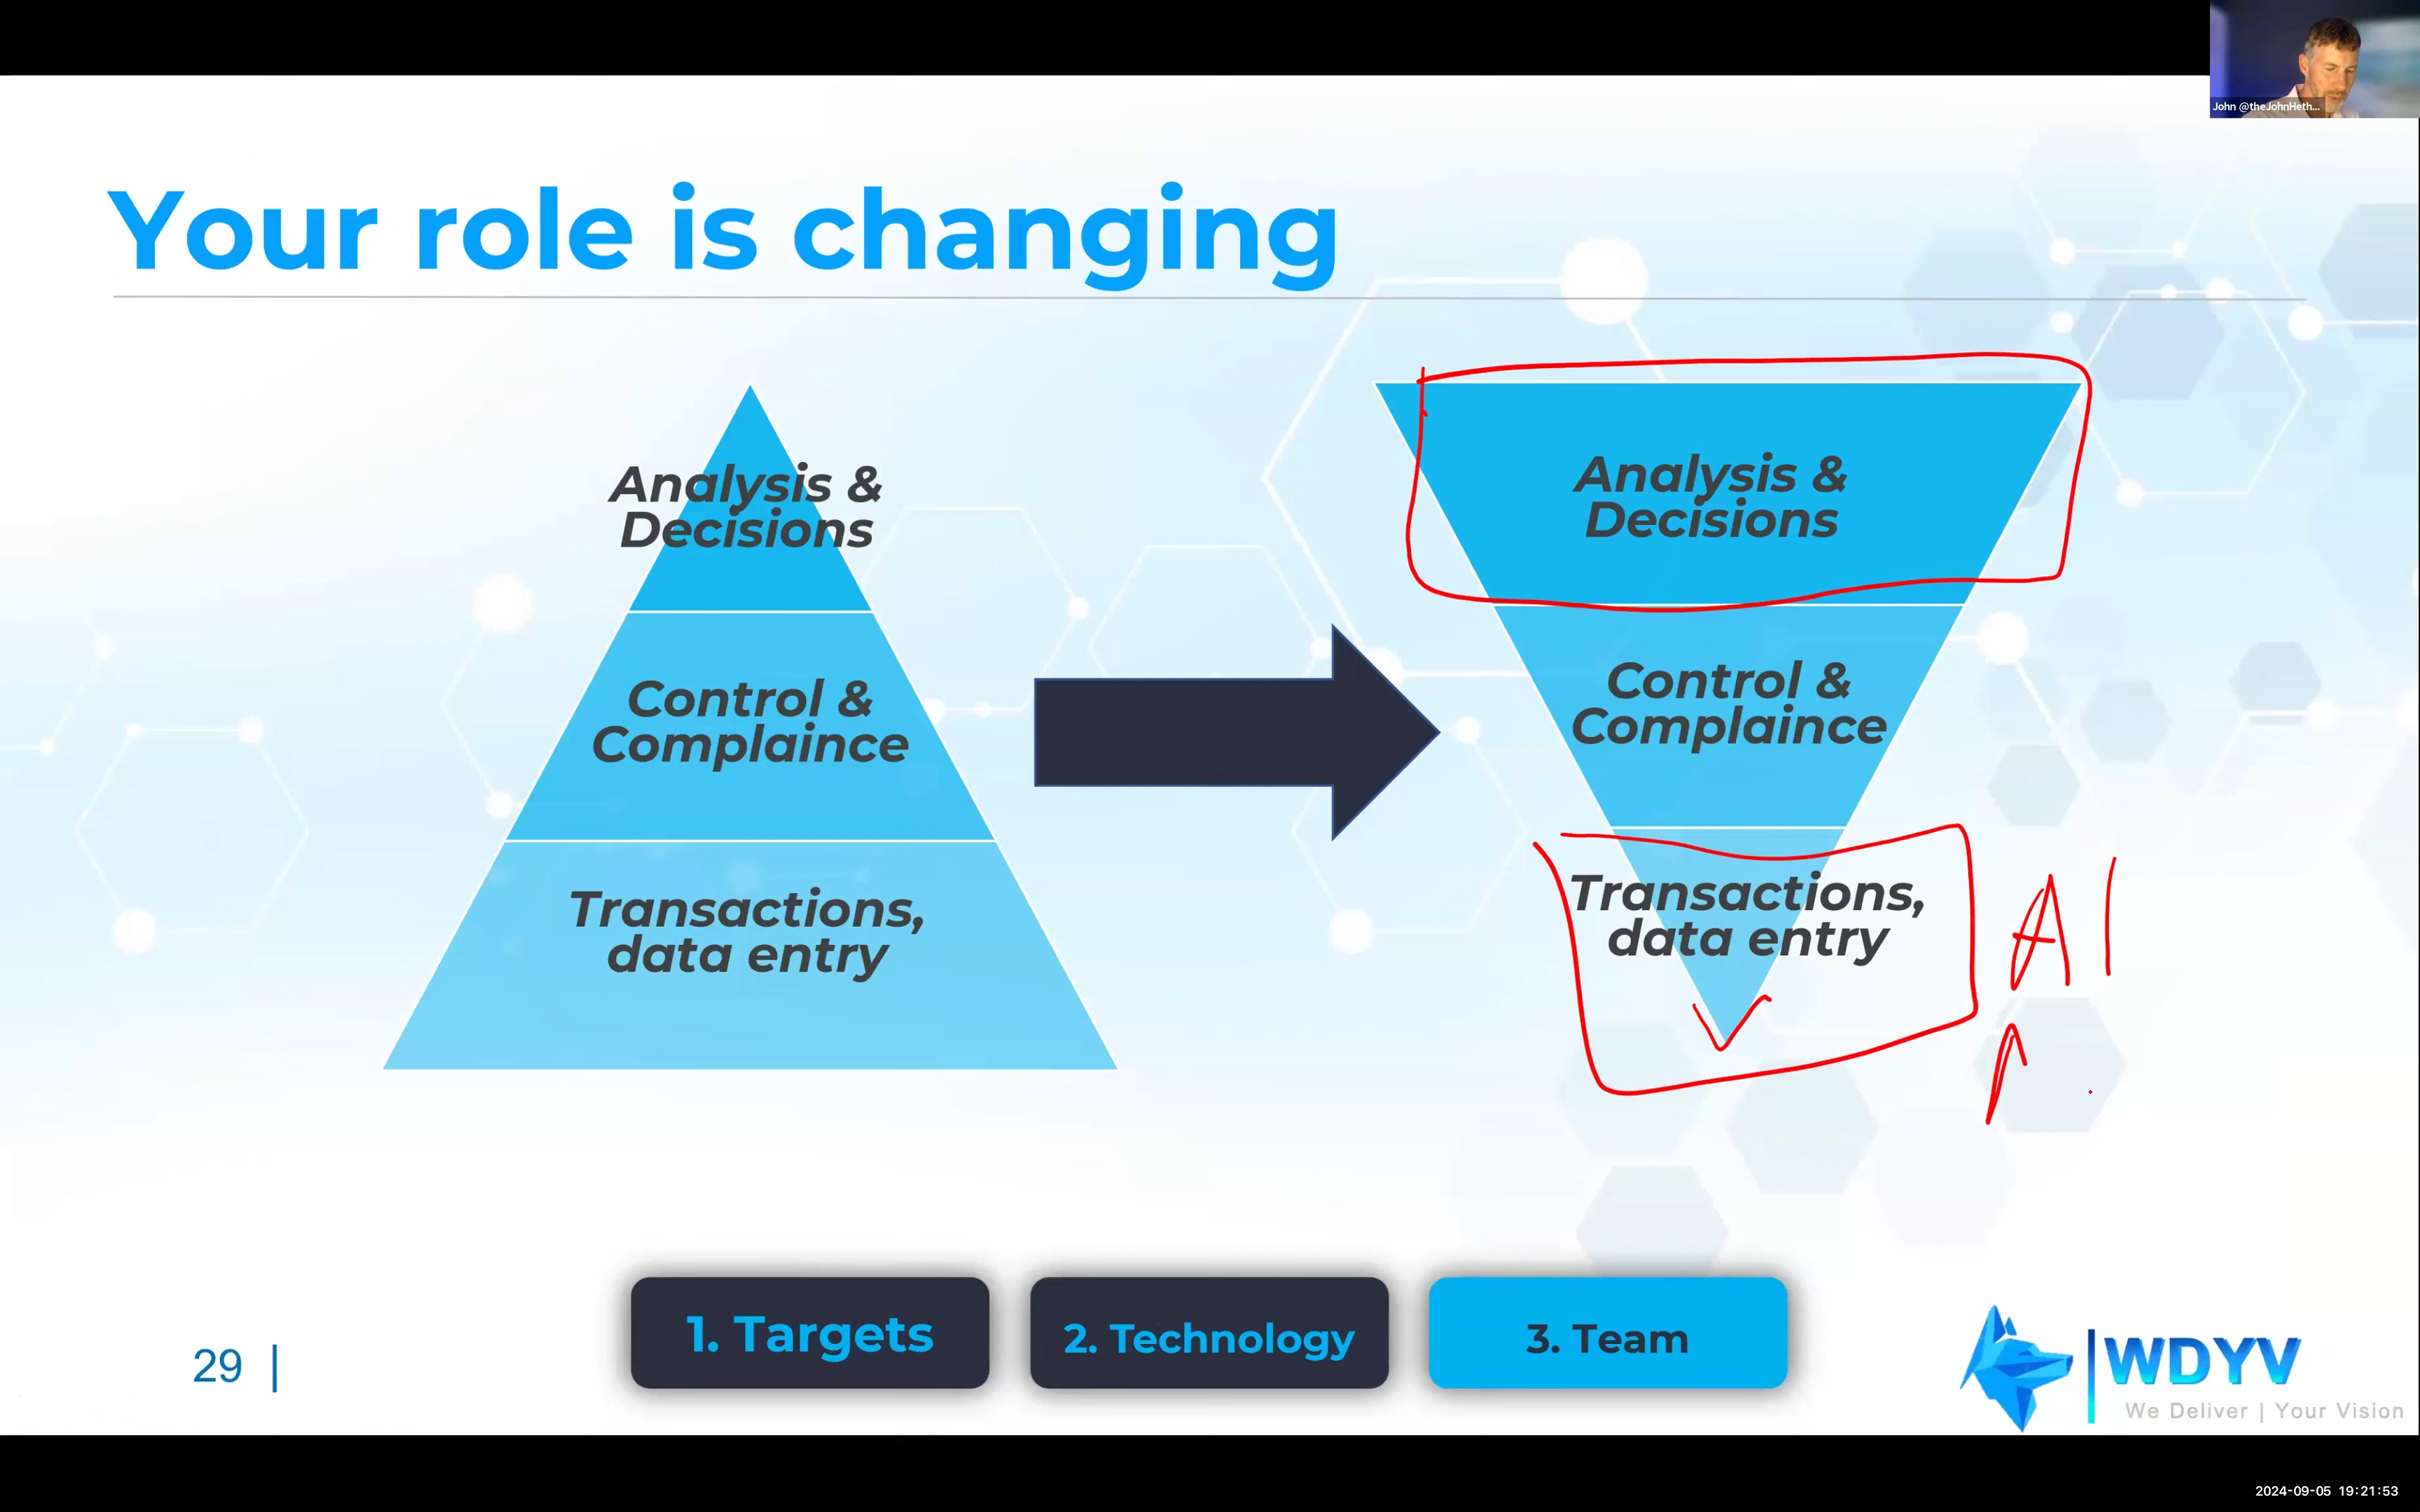 John @theJohnHeth...
Your role is changing
Analysis &
Decisions
Control &
Complaince
Transactions,
data entry
Analysis &
Decisions
Control &
Complaince
Transactions,
data entry
AI
1. Targets
2. Technology
3. Team
29 |
WDYV
We Deliver | Your Vision
2024-09-05 19:21:53